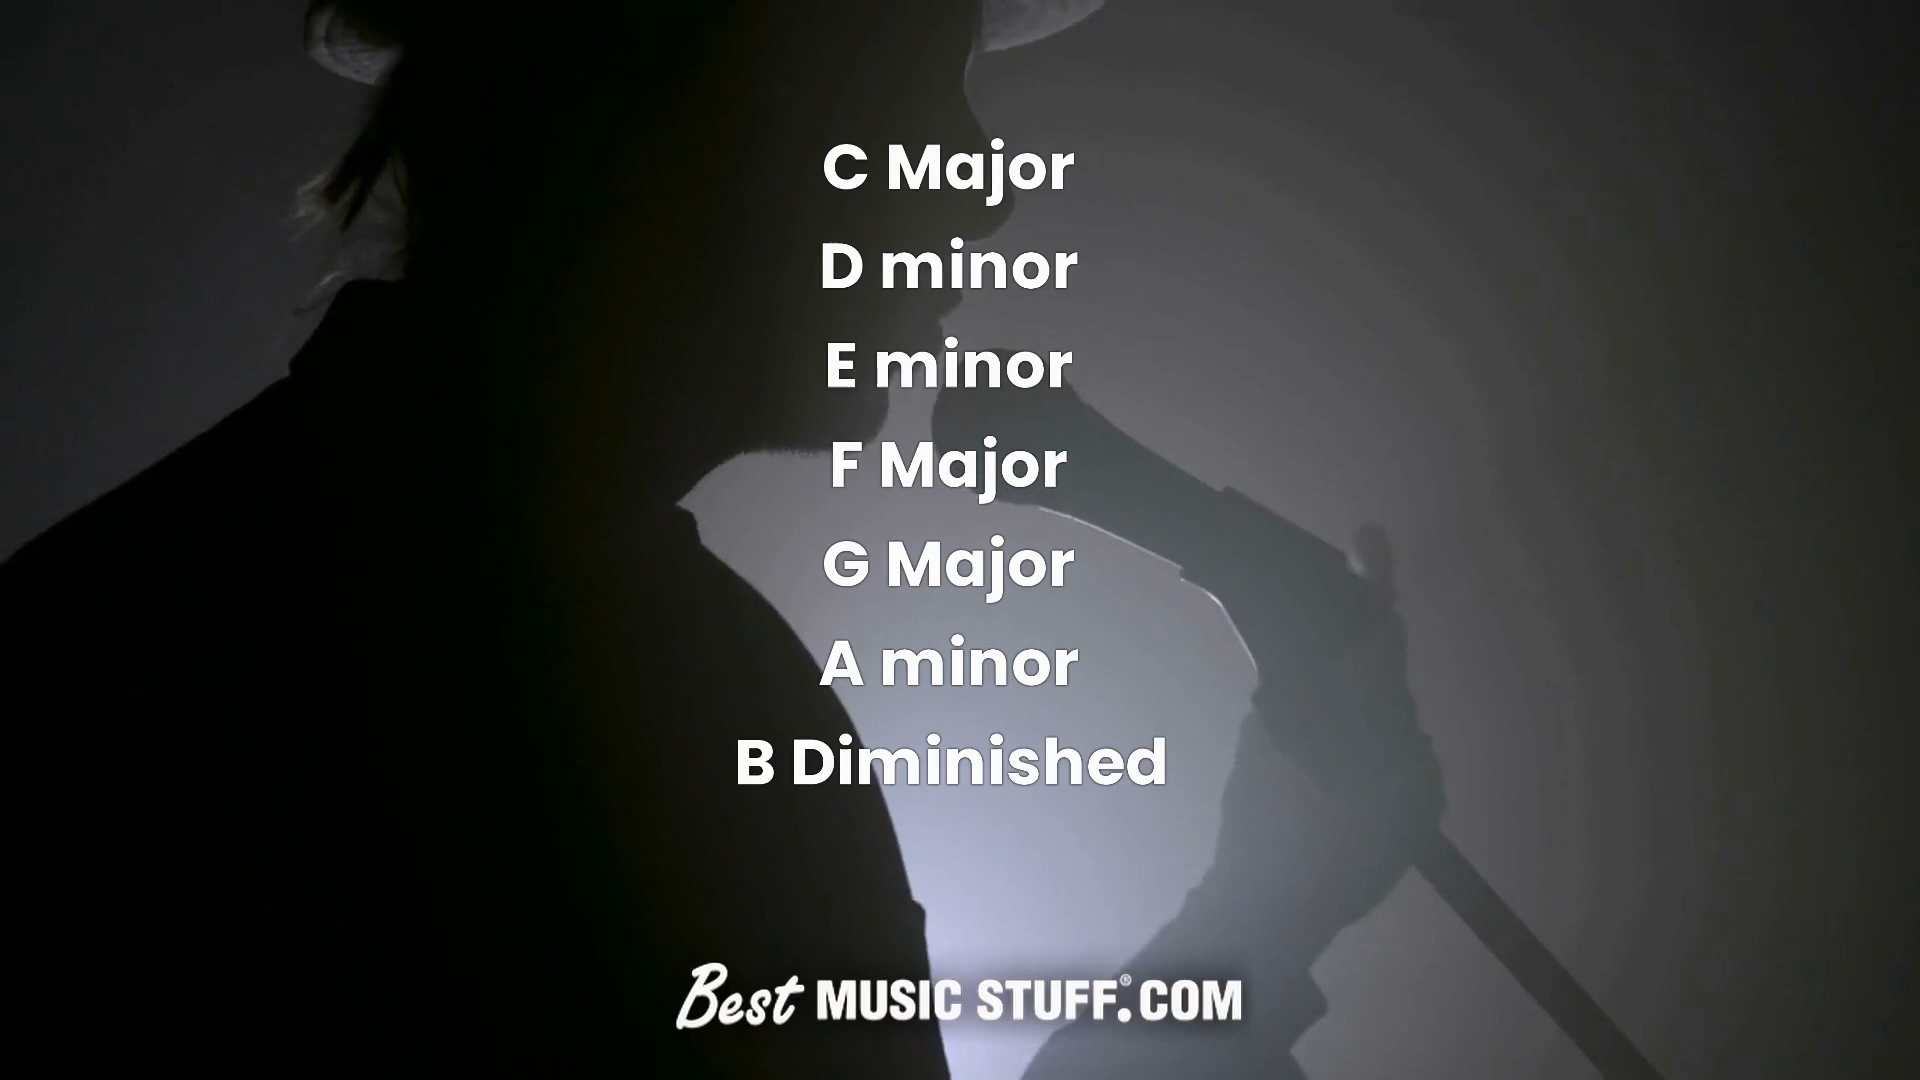 C Major
D minor
E minor
F Major
G Major
A minor
B Diminished
Best MUSIC STUFF®.COM